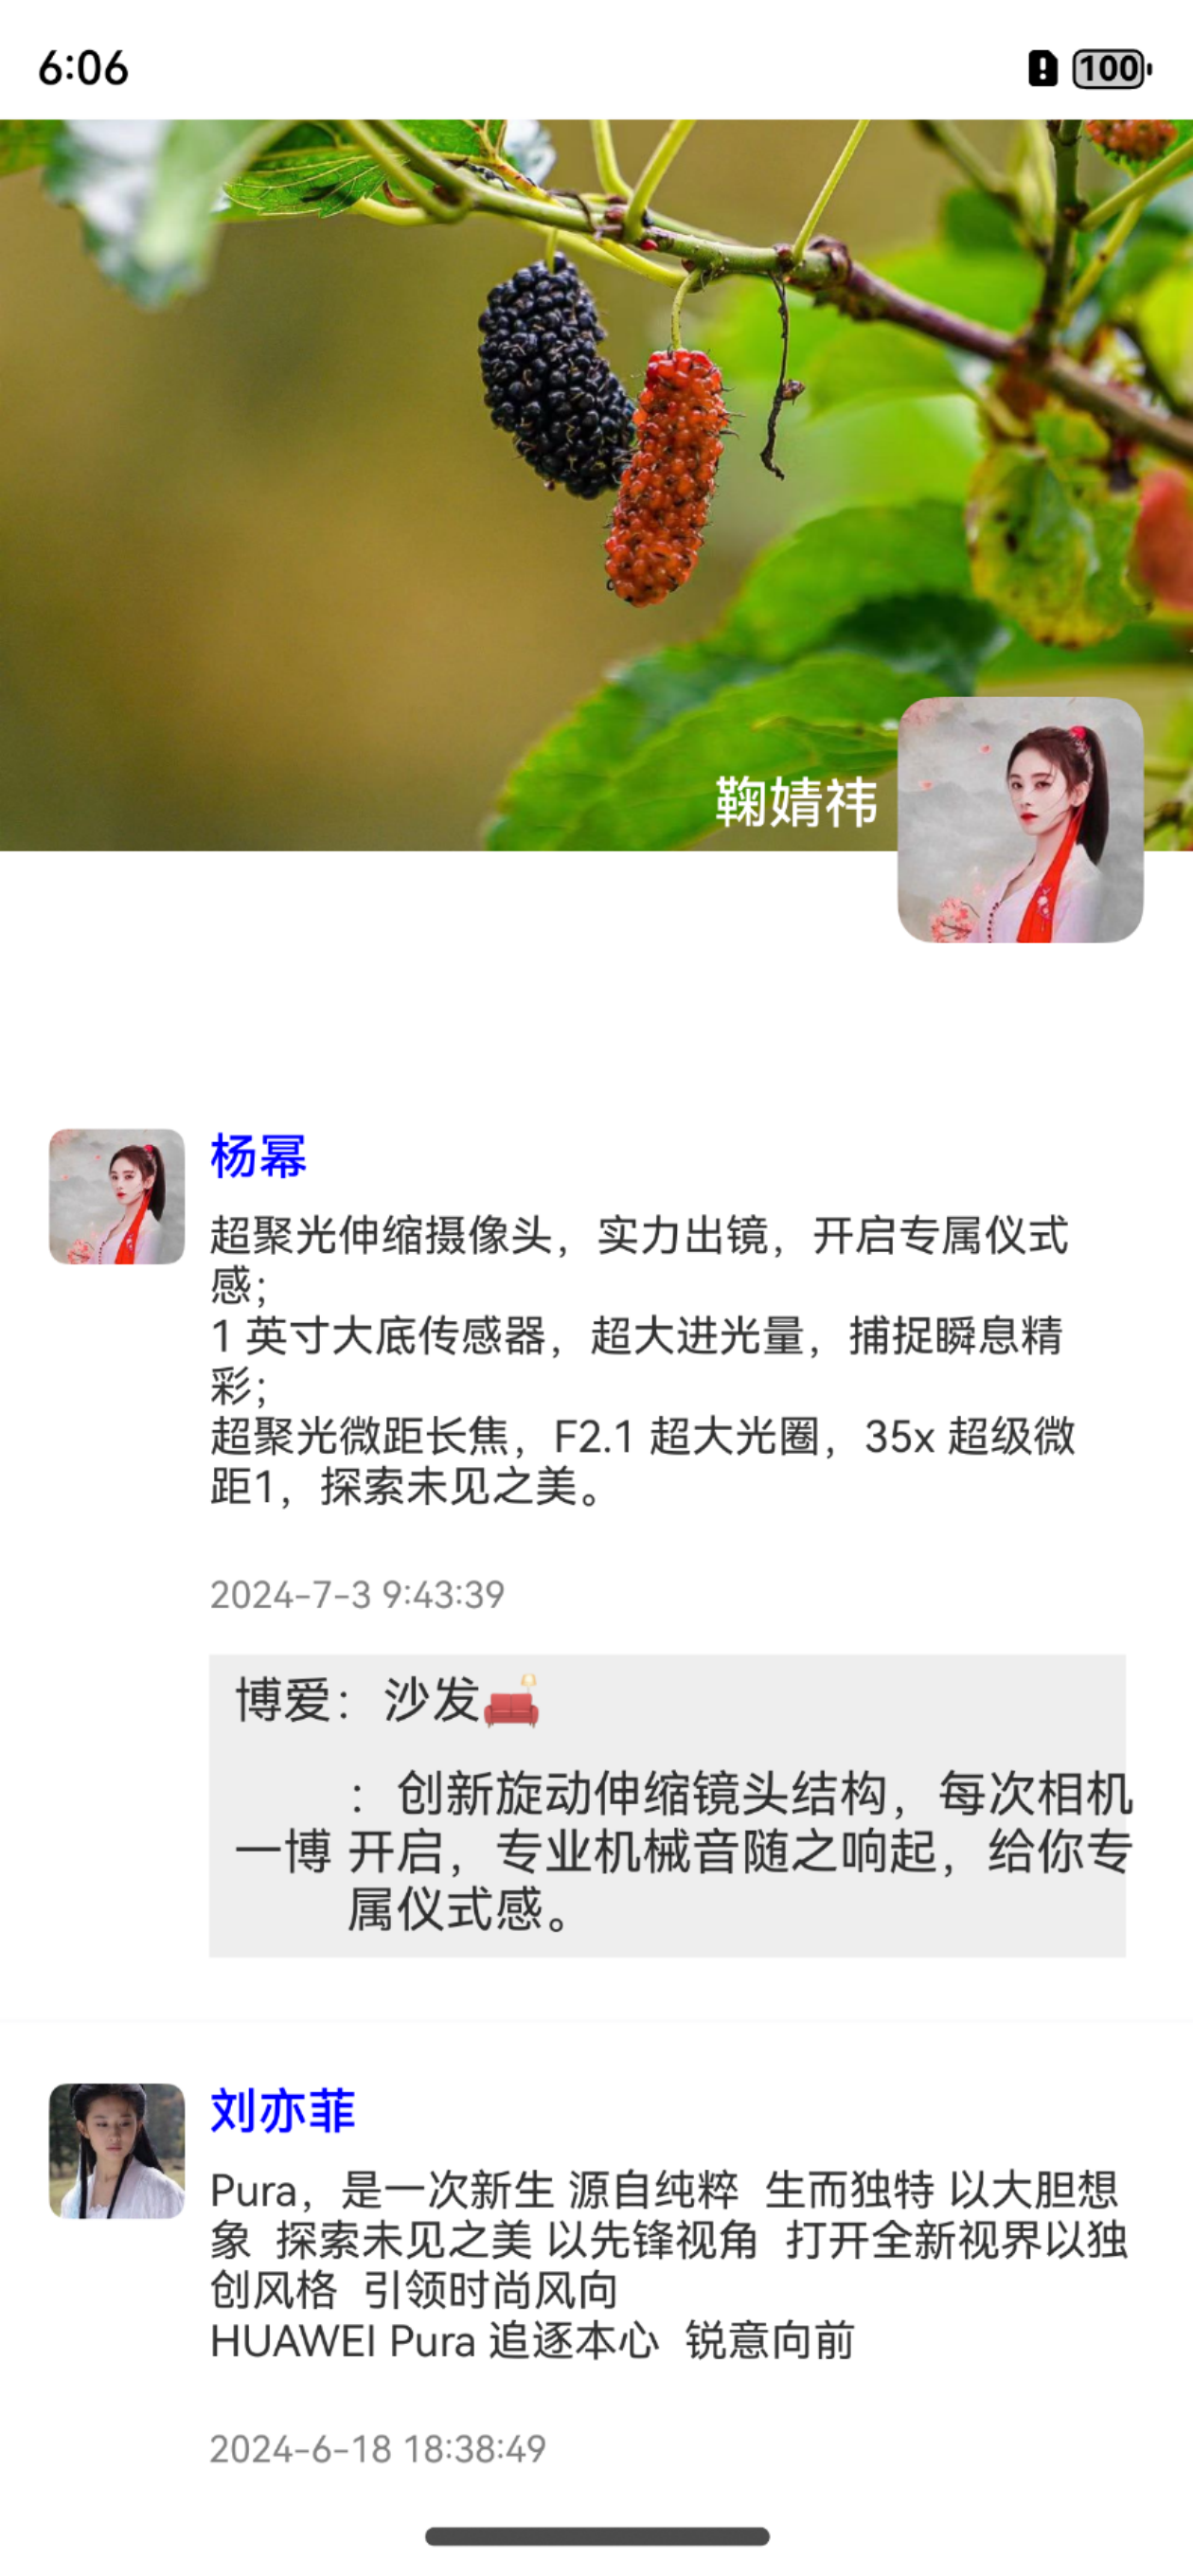 6:06
100
鞠婧祎
杨幂
超聚光伸缩摄像头，实力出镜，开启专属仪式
感；
1 英寸大底传感器，超大进光量，捕捉瞬息精
彩；
超聚光微距长焦，F2.1 超大光圈，35x 超级微
距1，探索未见之美。
2024-7-3 9:43:39
博爱：沙发🛋️
：创新旋动伸缩镜头结构，每次相机
一博 开启，专业机械音随之响起，给你专
属仪式感。
刘亦菲
Pura，是一次新生 源自纯粹  生而独特 以大胆想
象  探索未见之美 以先锋视角  打开全新视界以独
创风格  引领时尚风向
HUAWEI Pura 追逐本心  锐意向前
2024-6-18 18:38:49